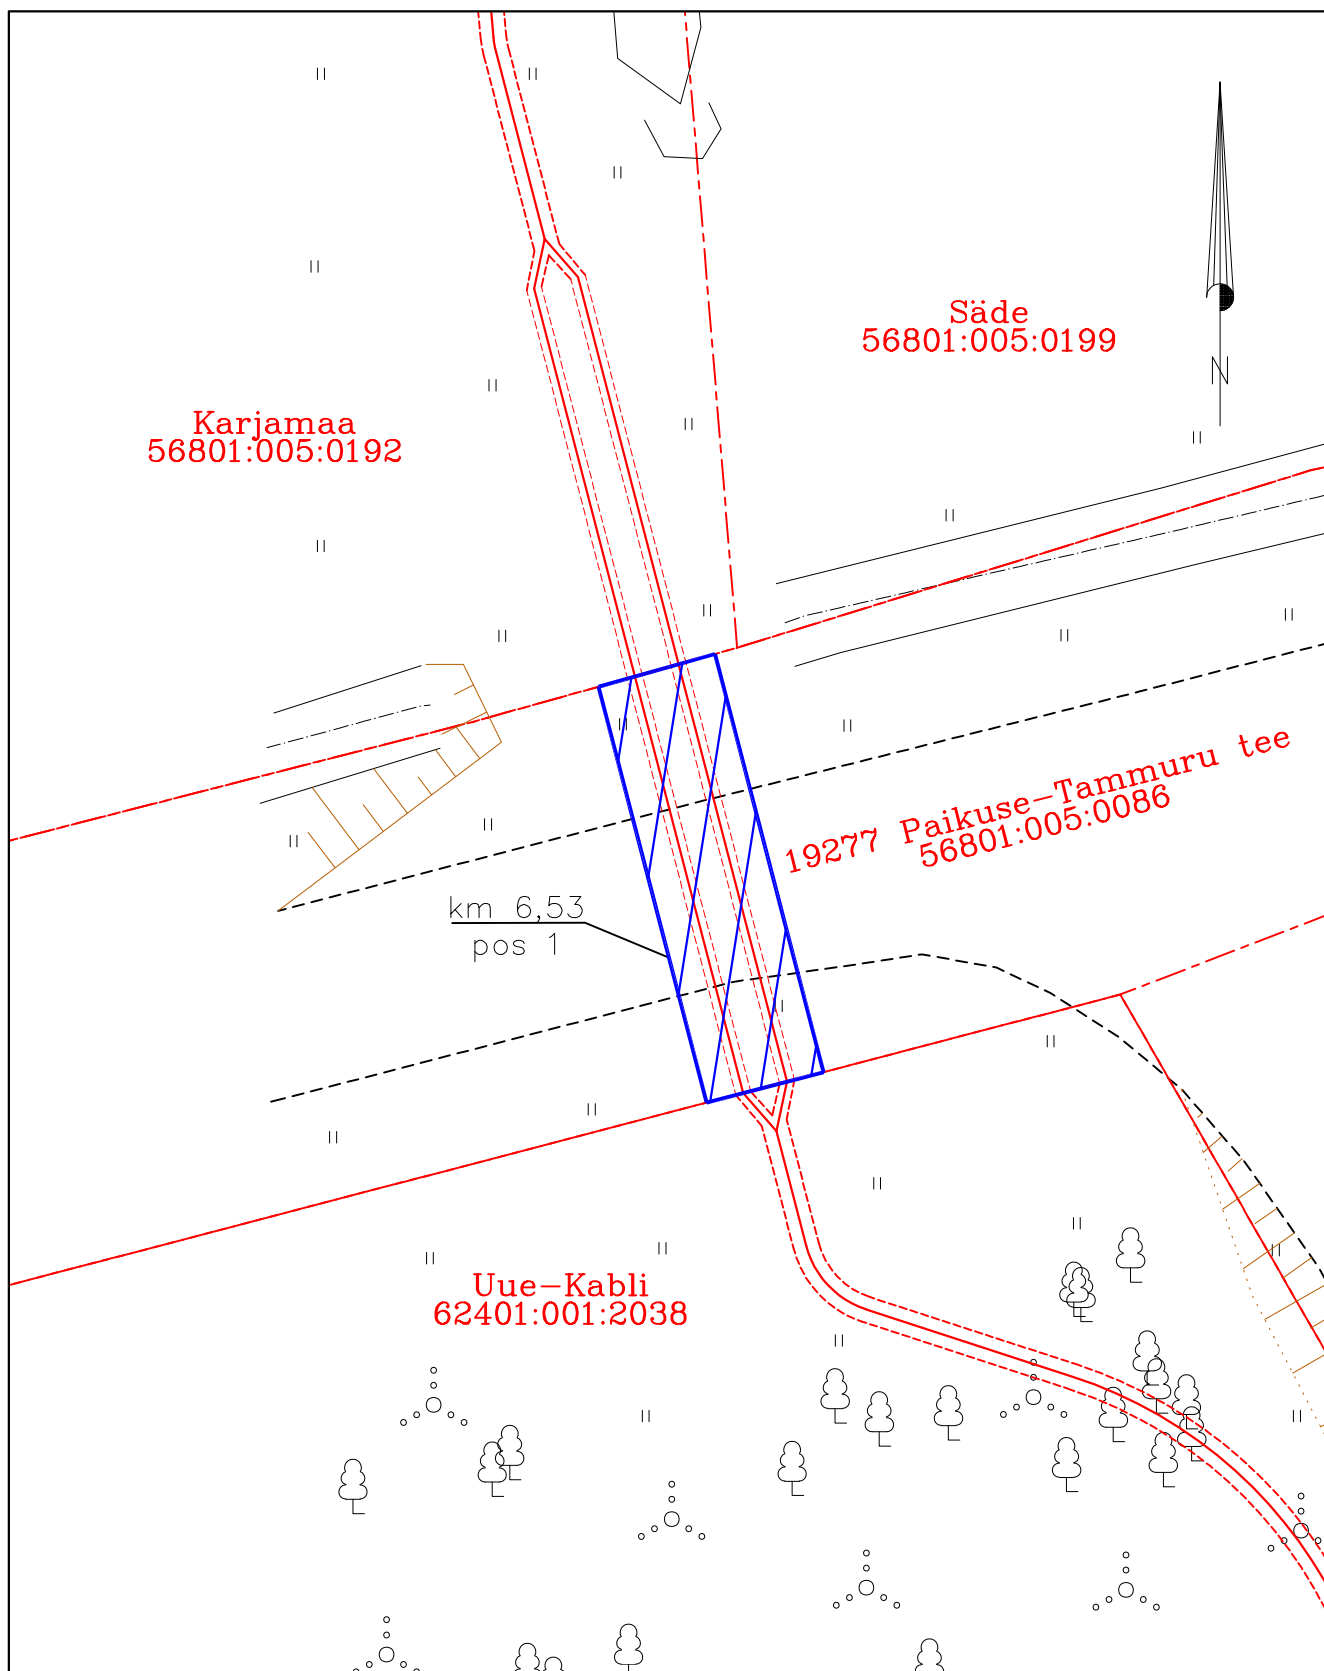 Säde
56801:005:0199
N
Karjamaa
56801:005:0192
19277 Paikuse-Tammuru tee
56801:005:0086
km 6,53
pos 1
Uue-Kabli
62401:001:2038